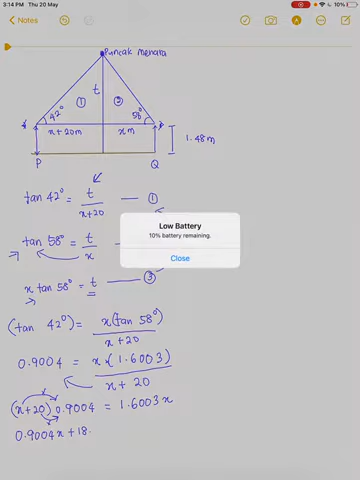 3:14 PM Thu 20 May
10%
Notes
Puncak Menara
t
① ②
42° 58°
x+20m x m
1.48m
P Q
tan 42° = t/x+20 — ①
tan 58° = t/x —
x tan 58° = t — ③
(tan 42°) = x(tan 58°)/x+20
0.9004 = x(1.6003)/x+20
(x+20) 0.9004 = 1.6003x
0.9004x + 18.
Low Battery
10% battery remaining.
Close